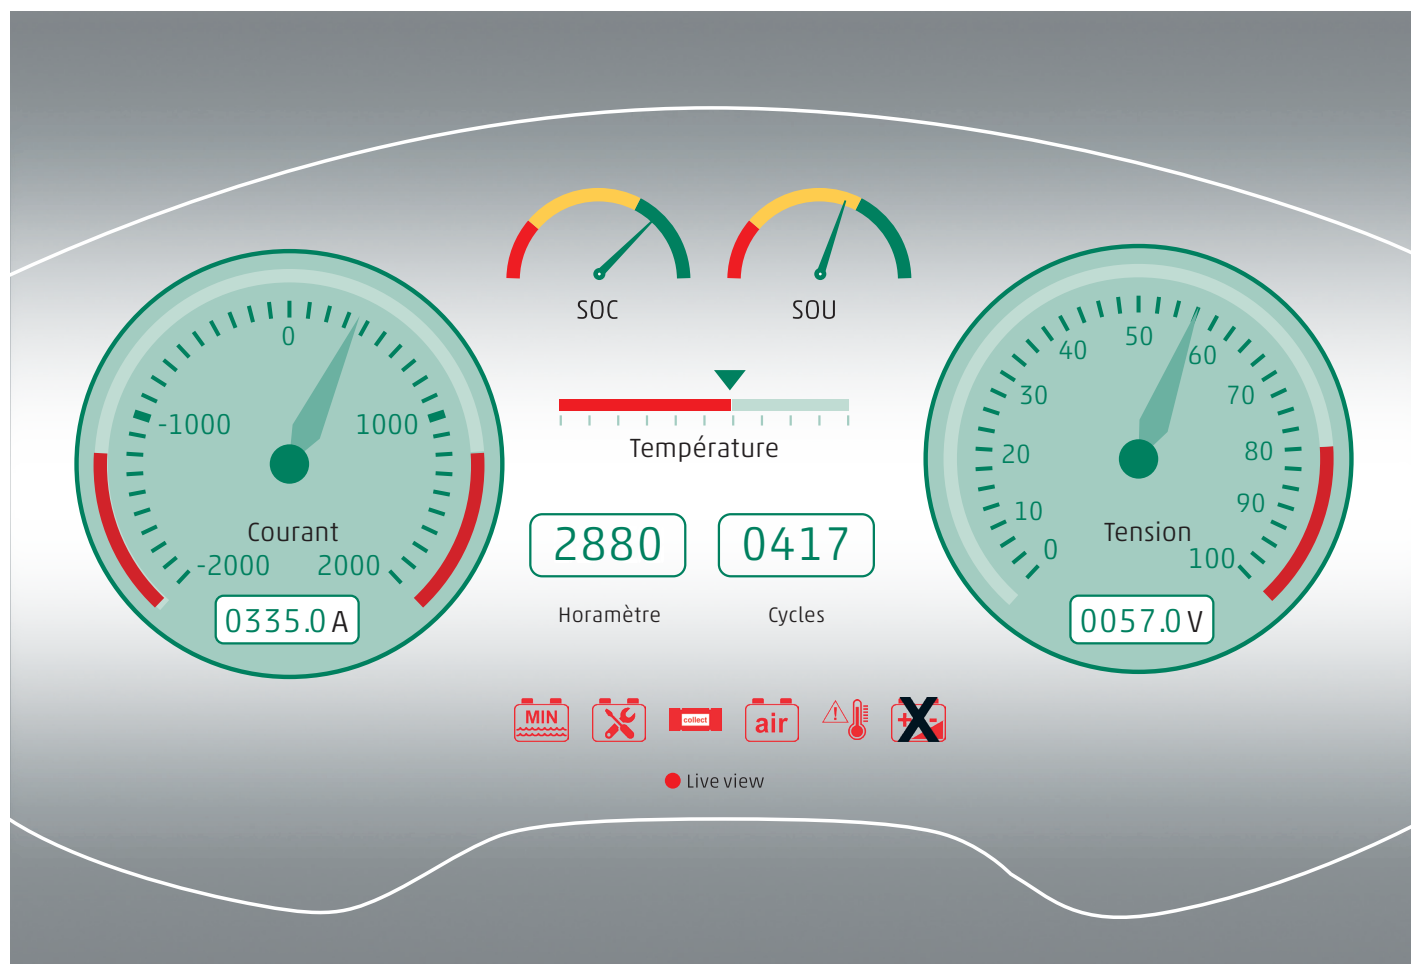 SOC
SOU
0
-1000
1000
Courant
-2000
2000
0335.0 A
Température
2880
0417
Horamètre
Cycles
50
40
60
30
70
20
80
10
90
Tension
0
100
0057.0 V
MIN
collect
air
!
+ -
X
Live view